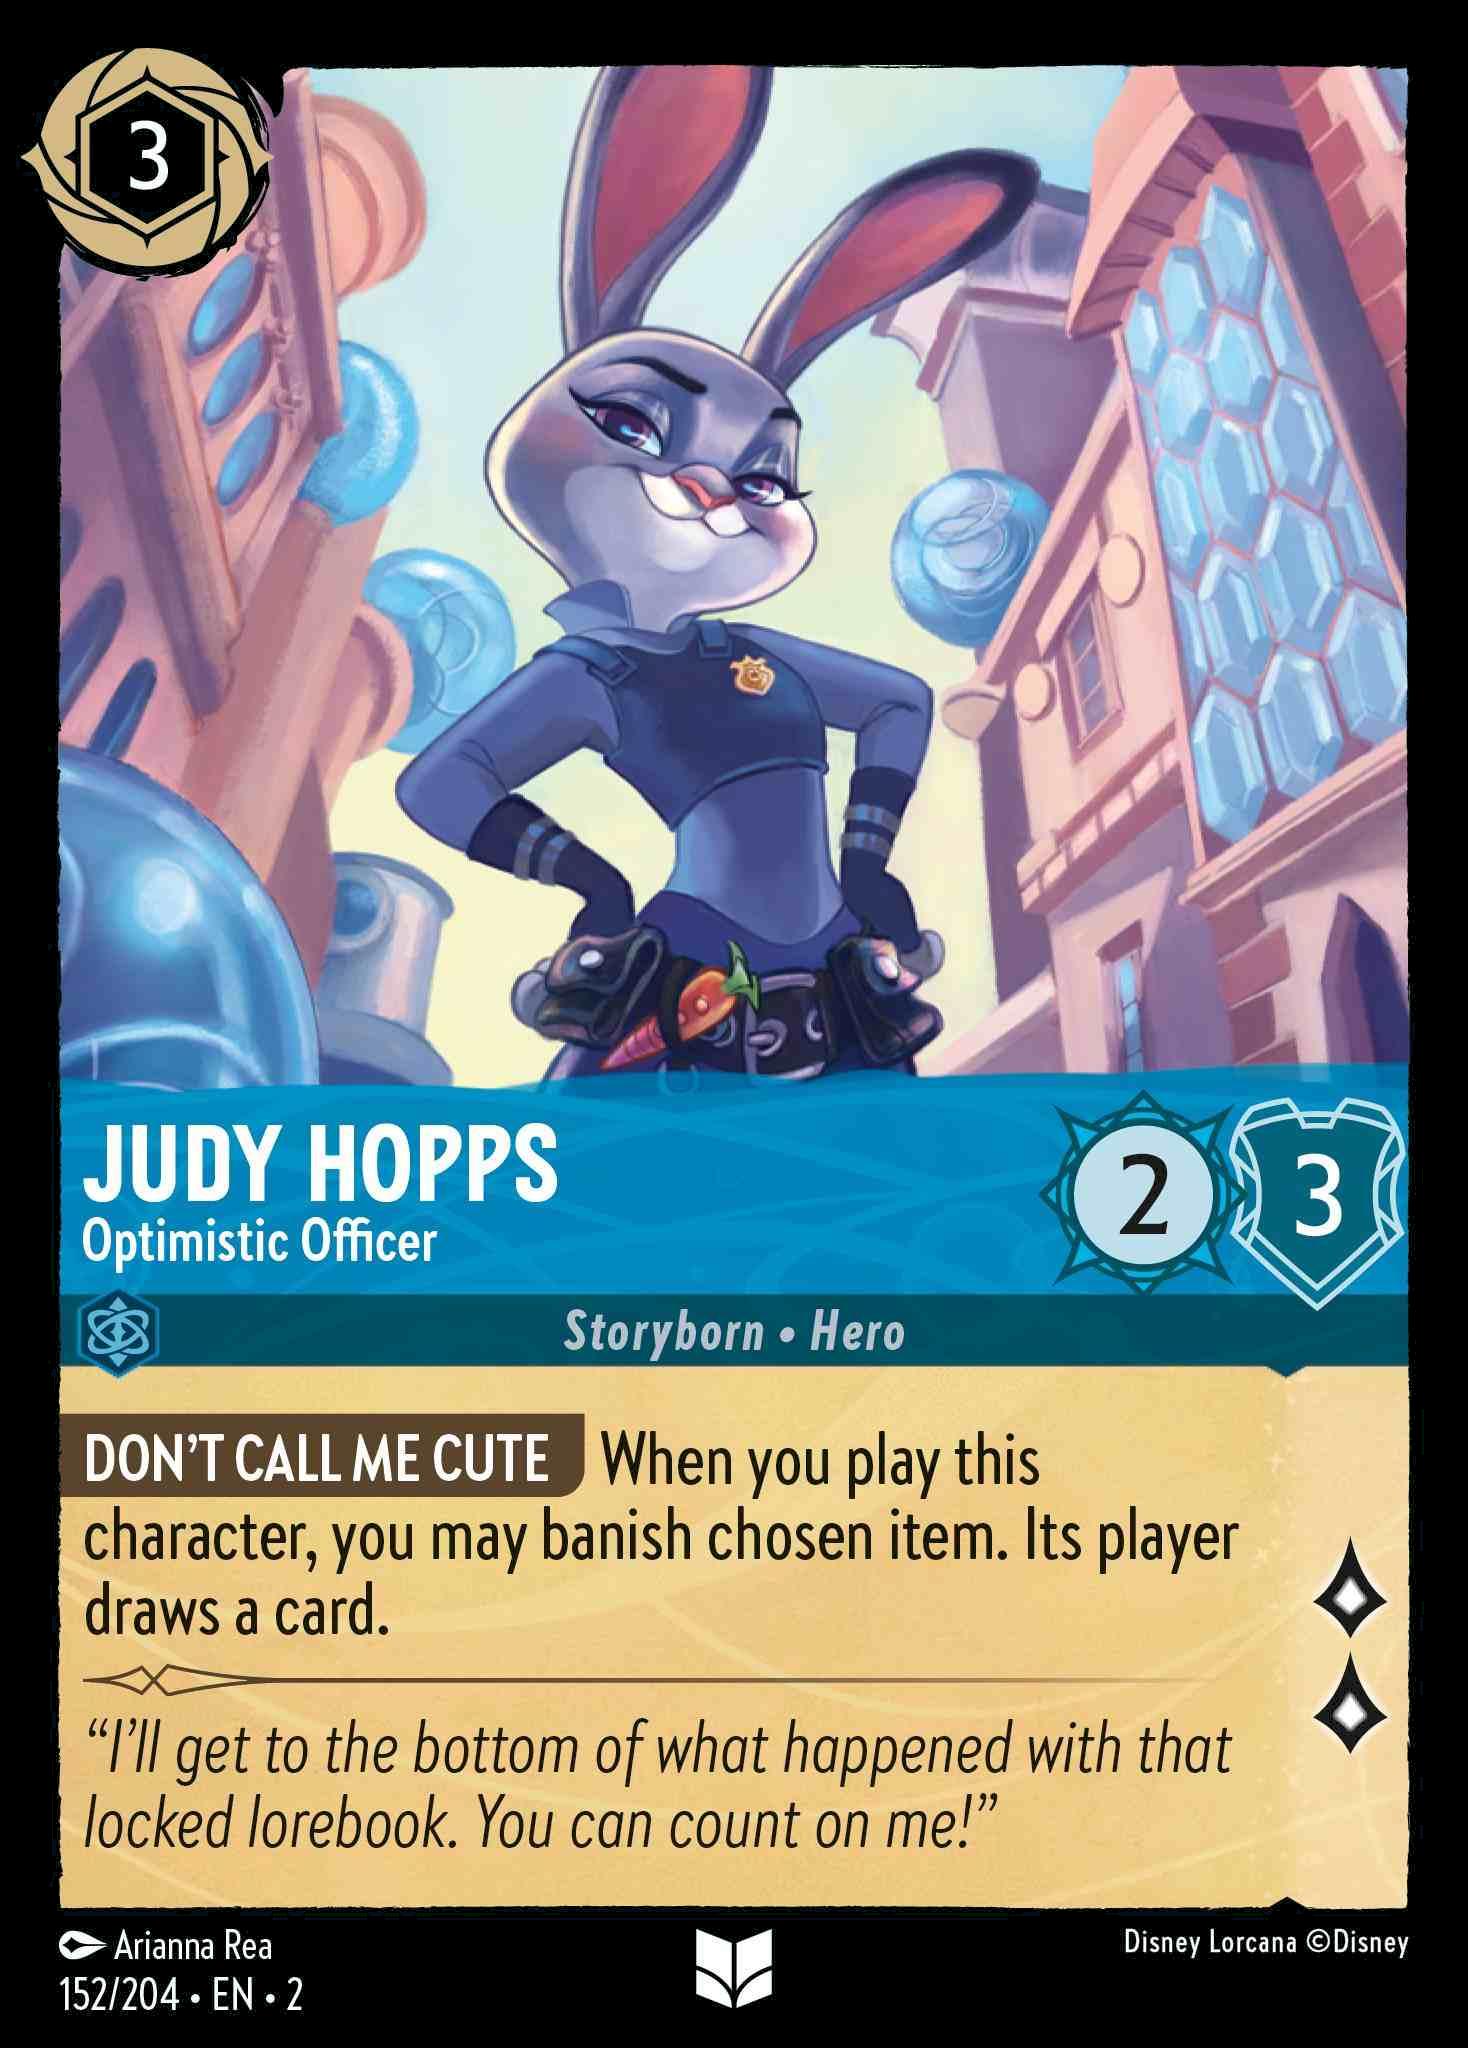 3
JUDY HOPPS
Optimistic Officer
2
3
Storyborn • Hero
DON’T CALL ME CUTE When you play this
character, you may banish chosen item. Its player
draws a card.
“I’ll get to the bottom of what happened with that
locked lorebook. You can count on me!”
Arianna Rea
152/204 • EN • 2
Disney Lorcana ©Disney